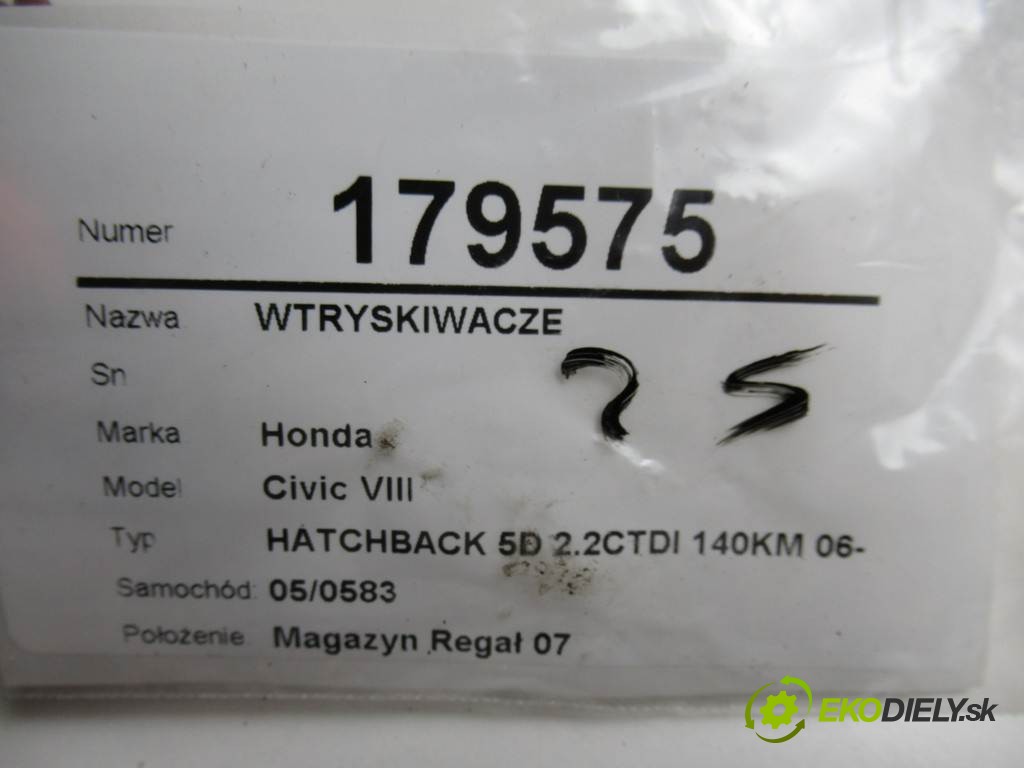 Numer 179575
Nazwa WTRYSKIWACZE
Sn 25
Marka Honda
Model Civic VIII
Typ HATCHBACK 5D 2.2CTDI 140KM 06-
Samochód: 05/0583
Położenie Magazyn Regał 07
EKODIELY.sk